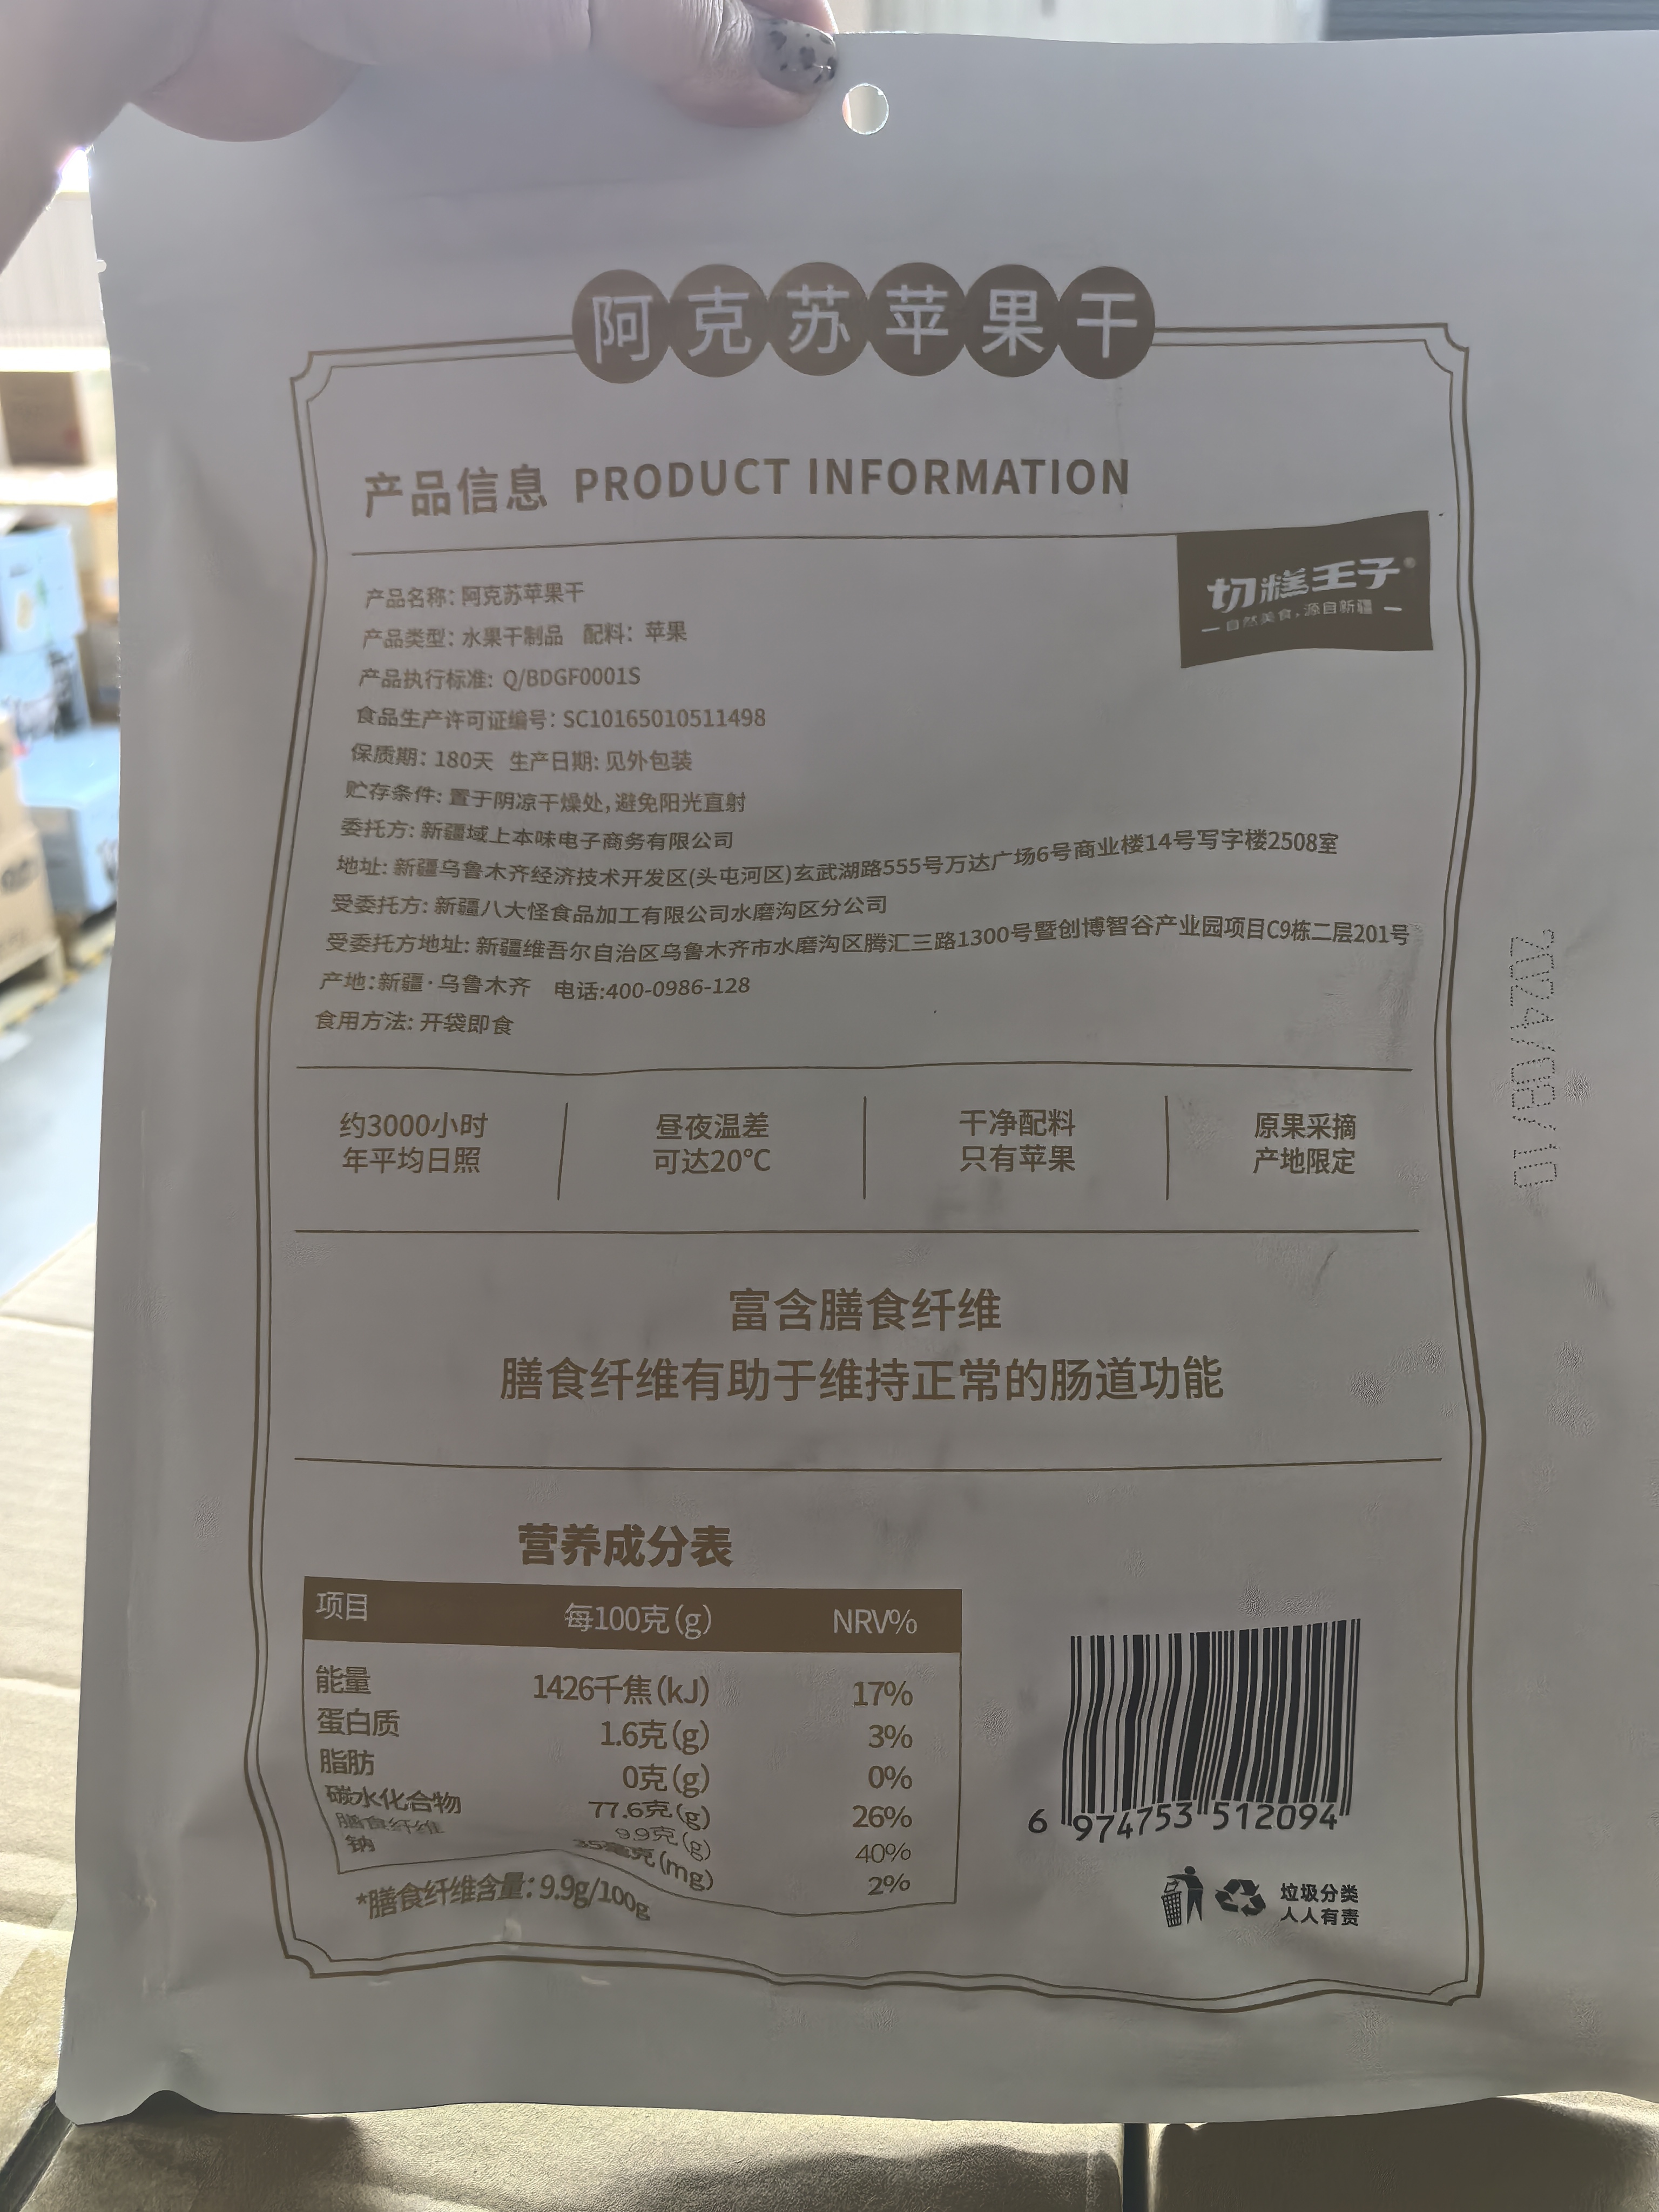 阿克苏苹果干
产品信息 PRODUCT INFORMATION
切糕王子®
自然美食,源自新疆
产品名称: 阿克苏苹果干
产品类型: 水果干制品 配料: 苹果
产品执行标准: Q/BDGF0001S
食品生产许可证编号: SC10165010511498
保质期: 180天 生产日期: 见外包装
贮存条件: 置于阴凉干燥处,避免阳光直射
委托方: 新疆域上本味电子商务有限公司
地址: 新疆乌鲁木齐经济技术开发区(头屯河区)玄武湖路555号万达广场6号商业楼14号写字楼2508室
受委托方: 新疆八大怪食品加工有限公司水磨沟区分公司
受委托方地址: 新疆维吾尔自治区乌鲁木齐市水磨沟区腾汇三路1300号暨创博智谷产业园项目C9栋二层201号
产地:新疆·乌鲁木齐 电话:400-0986-128
食用方法: 开袋即食
2024/08/10
约3000小时
年平均日照
昼夜温差
可达20℃
干净配料
只有苹果
原果采摘
产地限定
富含膳食纤维
膳食纤维有助于维持正常的肠道功能
营养成分表
项目 每100克(g) NRV%
能量 1426千焦(kJ) 17%
蛋白质 1.6克(g) 3%
脂肪 0克(g) 0%
碳水化合物 77.6克(g) 26%
膳食纤维 9.9克(g) 40%
钠 35毫克(mg) 2%
*膳食纤维含量: 9.9g/100g
6 974753 512094
垃圾分类
人人有责